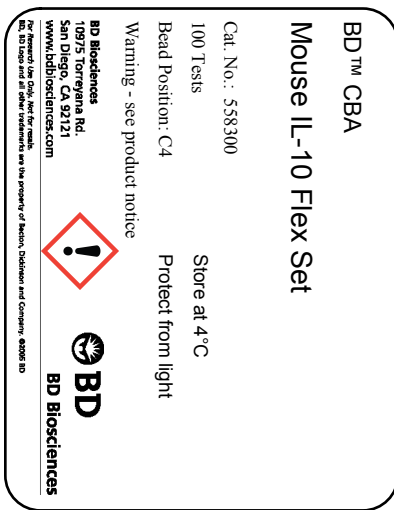 BD™ CBA
Mouse IL-10 Flex Set
Cat. No.: 558300
100 Tests
Store at 4°C
Bead Position: C4
Protect from light
Warning - see product notice
BD Biosciences
10975 Torreyana Rd.
San Diego, CA 92121
www.bdbiosciences.com
BD
BD Biosciences
For Research Use Only. Not for resale.
BD, BD Logo and all other trademarks are the property of Becton, Dickinson and Company. ©2005 BD